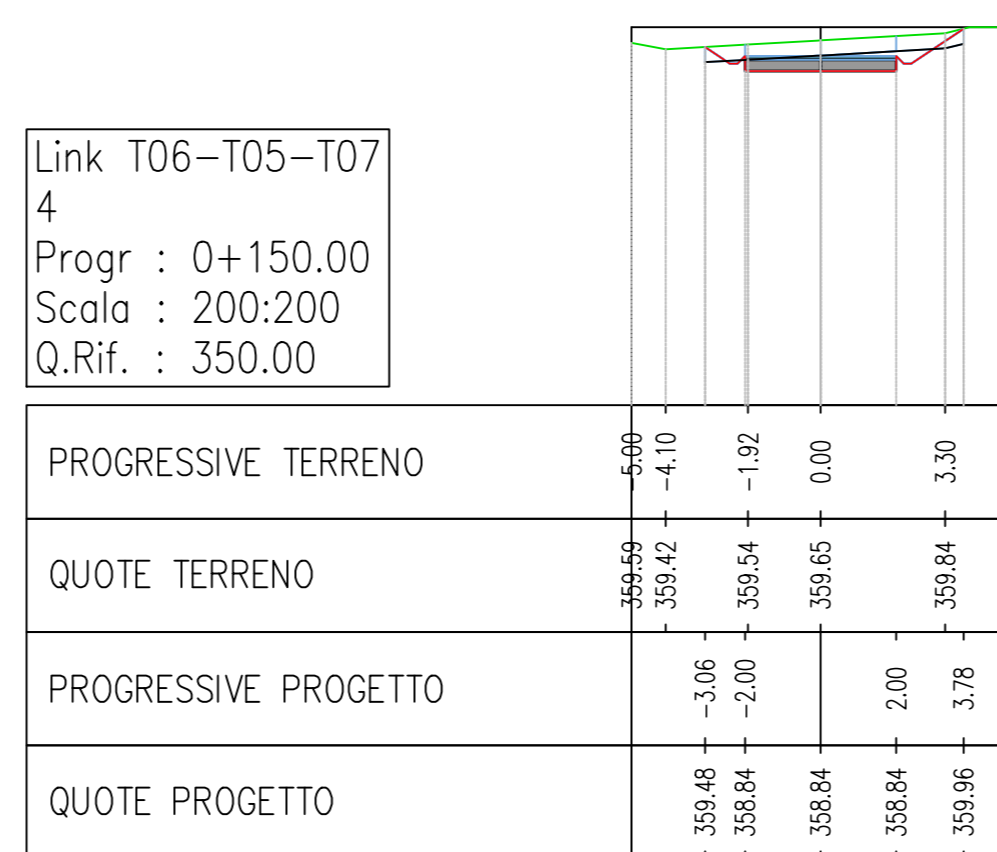 Link T06-T05-T07
4
Progr : 0+150.00
Scala : 200:200
Q.Rif. : 350.00
PROGRESSIVE TERRENO -5.00 -4.10 -1.92 0.00 3.30
QUOTE TERRENO 359.59 359.42 359.54 359.65 359.84
PROGRESSIVE PROGETTO -3.06 -2.00 2.00 3.78
QUOTE PROGETTO 359.48 358.84 358.84 358.84 359.96